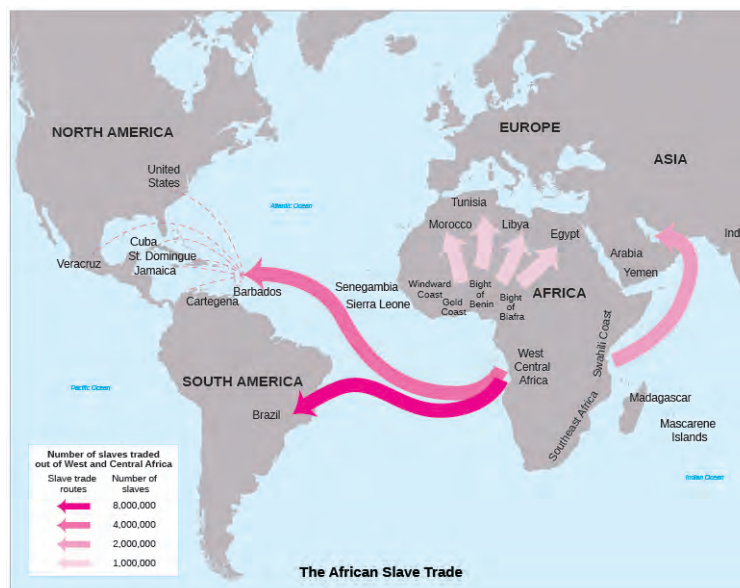 NORTH AMERICA
EUROPE
ASIA
United
States
Atlantic Ocean
Tunisia
Morocco
Libya
Egypt
Cuba
St. Domingue
Jamaica
Veracruz
Barbados
Cartegena
Senegambia
Sierra Leone
Windward
Coast
Gold
Coast
Bight
of
Benin
Bight
of
Biafra
AFRICA
Arabia
Yemen
Ind
Swahili Coast
West
Central
Africa
SOUTH AMERICA
Brazil
Pacific Ocean
Southeast Africa
Madagascar
Mascarene
Islands
Indian Ocean
Number of slaves traded
out of West and Central Africa
Slave trade
routes
Number of
slaves
8,000,000
4,000,000
2,000,000
1,000,000
The African Slave Trade